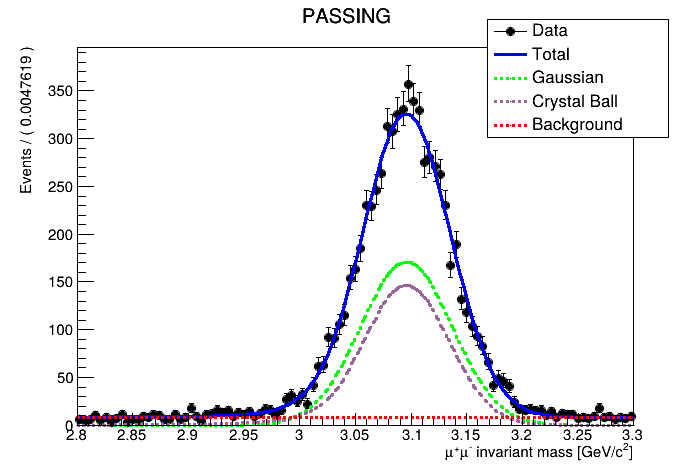 PASSING
Data
Total
Gaussian
Crystal Ball
Background
Events / ( 0.0047619 )
350
300
250
200
150
100
50
0
2.8 2.85 2.9 2.95 3 3.05 3.1 3.15 3.2 3.25 3.3
μ⁺μ⁻ invariant mass [GeV/c²]